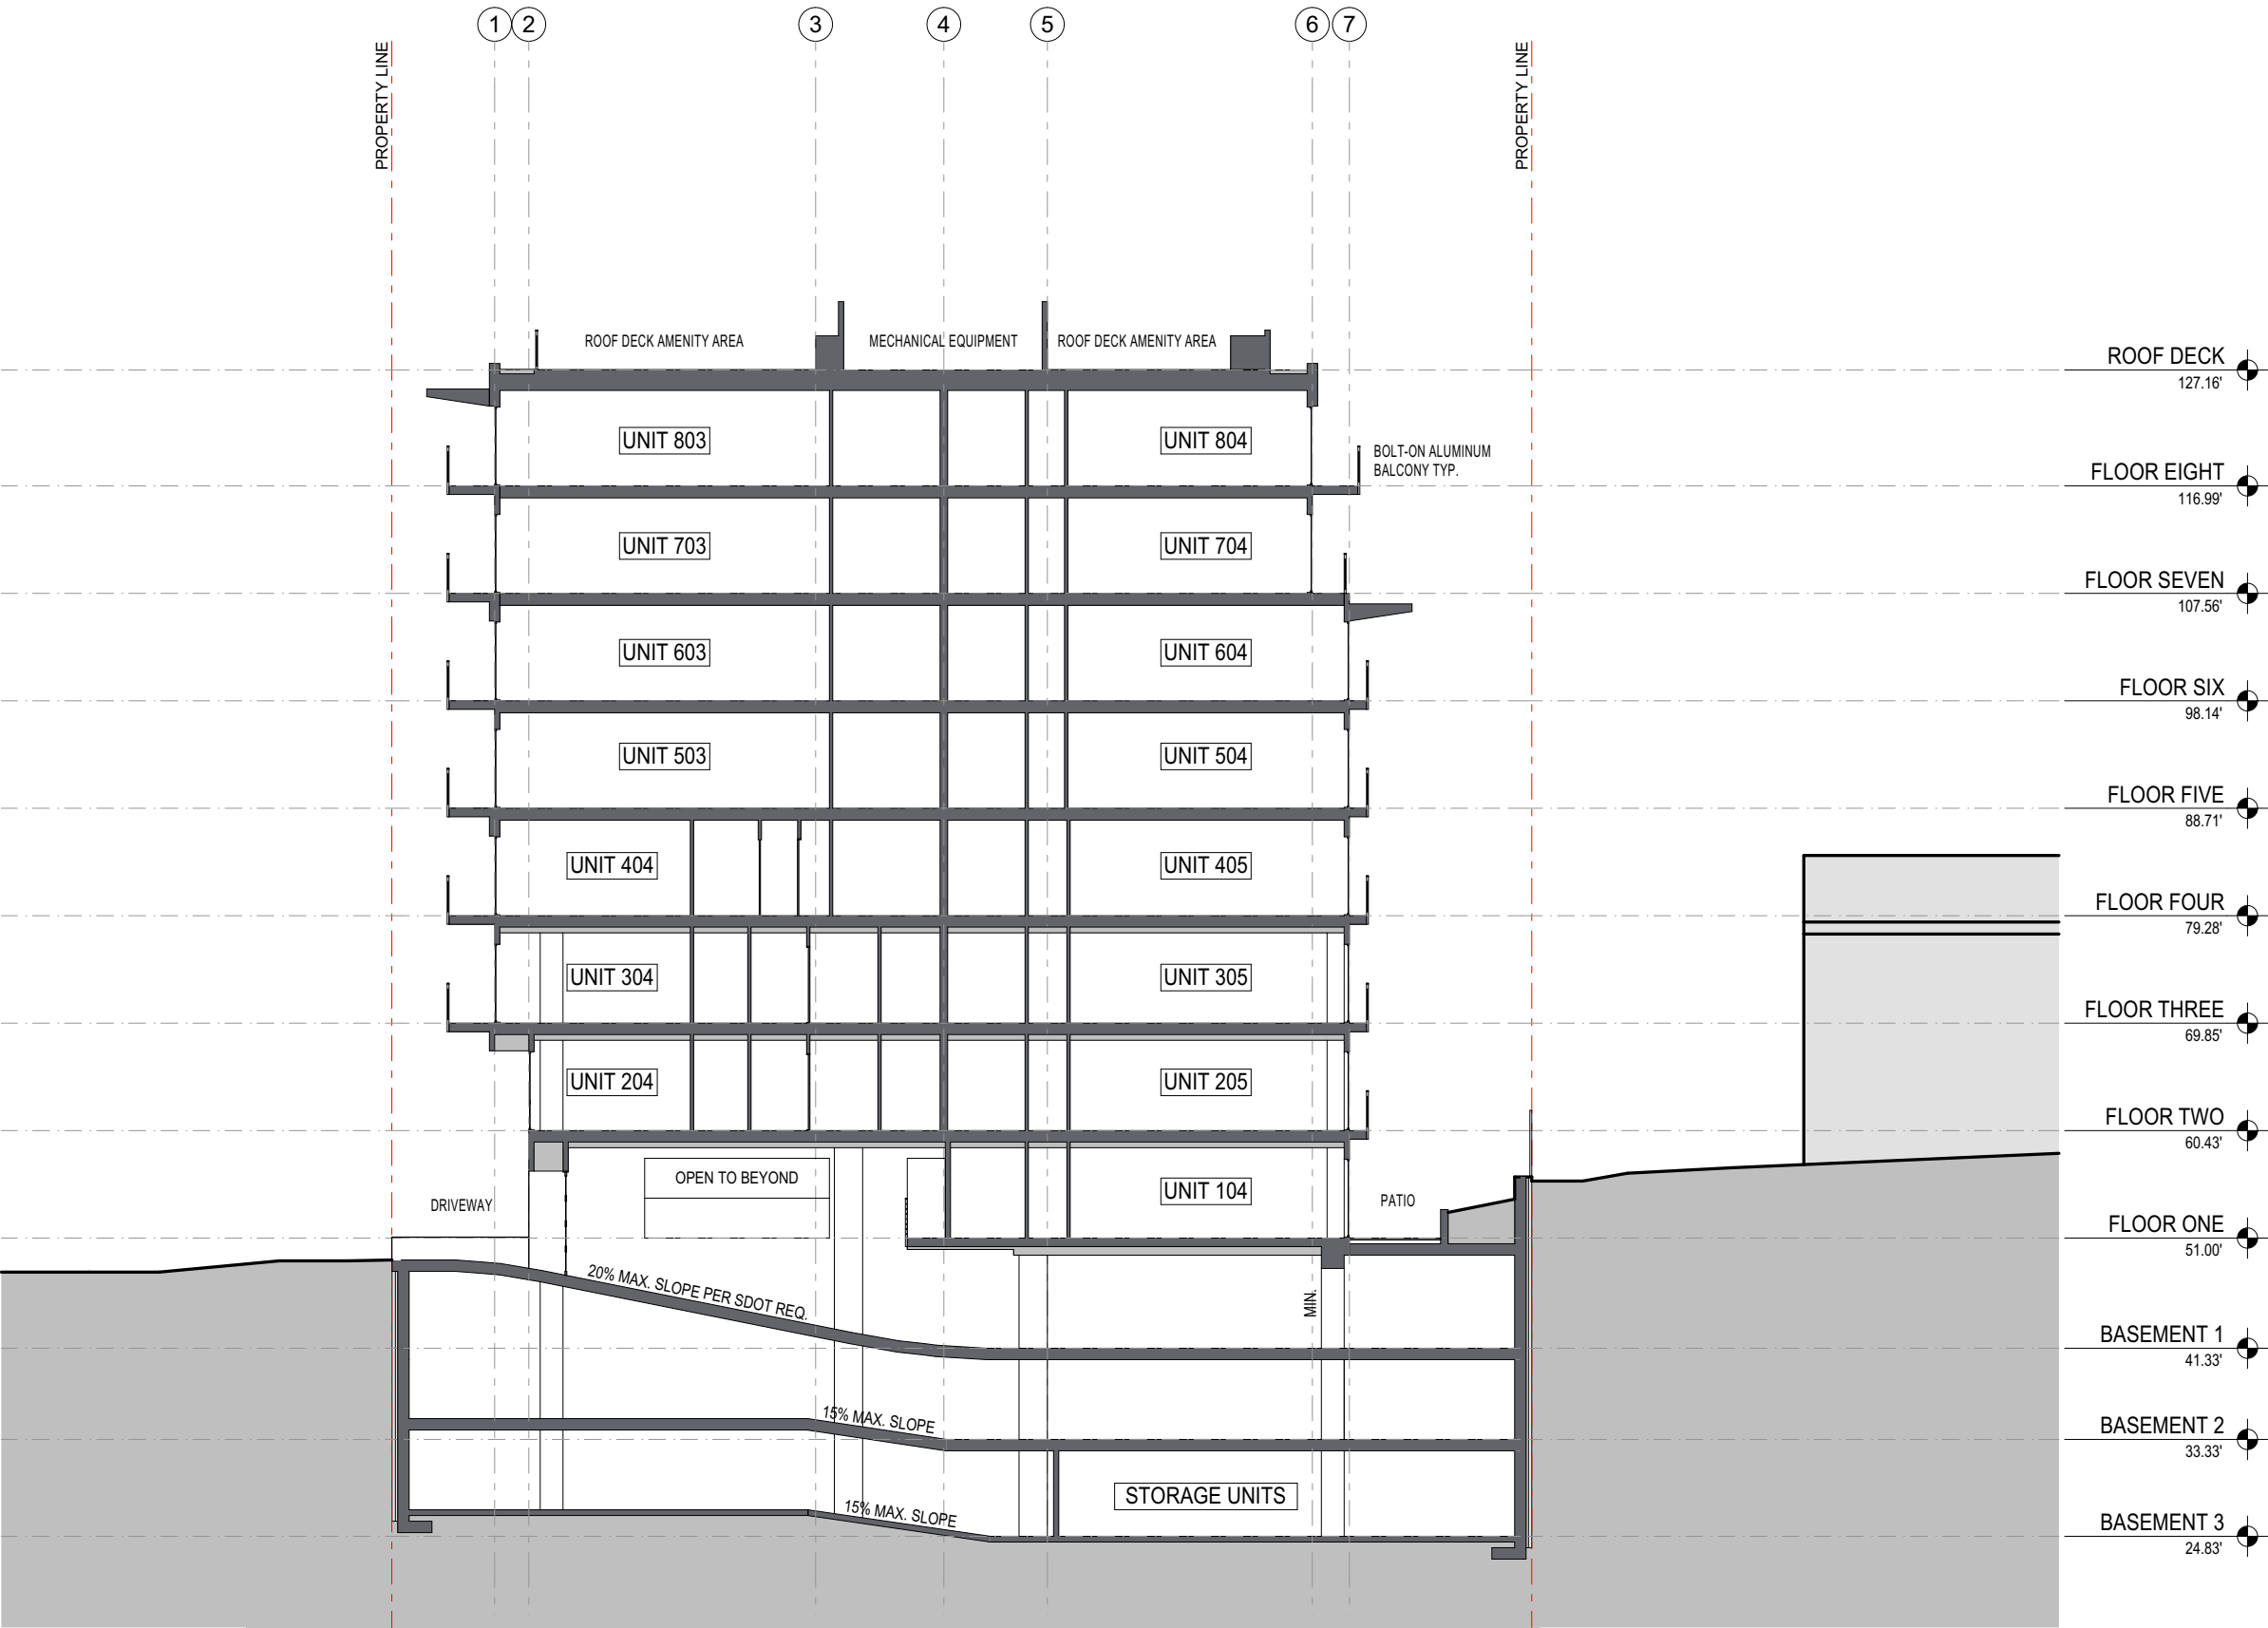 1 2 3 4 5 6 7
PROPERTY LINE
PROPERTY LINE
ROOF DECK AMENITY AREA
MECHANICAL EQUIPMENT
ROOF DECK AMENITY AREA
ROOF DECK
127.16'
UNIT 803
UNIT 804
BOLT-ON ALUMINUM
BALCONY TYP.
FLOOR EIGHT
116.99'
UNIT 703
UNIT 704
FLOOR SEVEN
107.56'
UNIT 603
UNIT 604
FLOOR SIX
98.14'
UNIT 503
UNIT 504
FLOOR FIVE
88.71'
UNIT 404
UNIT 405
FLOOR FOUR
79.28'
UNIT 304
UNIT 305
FLOOR THREE
69.85'
UNIT 204
UNIT 205
FLOOR TWO
60.43'
OPEN TO BEYOND
DRIVEWAY
UNIT 104
PATIO
FLOOR ONE
51.00'
20% MAX. SLOPE PER SDOT REQ.
MIN.
BASEMENT 1
41.33'
15% MAX. SLOPE
BASEMENT 2
33.33'
STORAGE UNITS
15% MAX. SLOPE
BASEMENT 3
24.83'